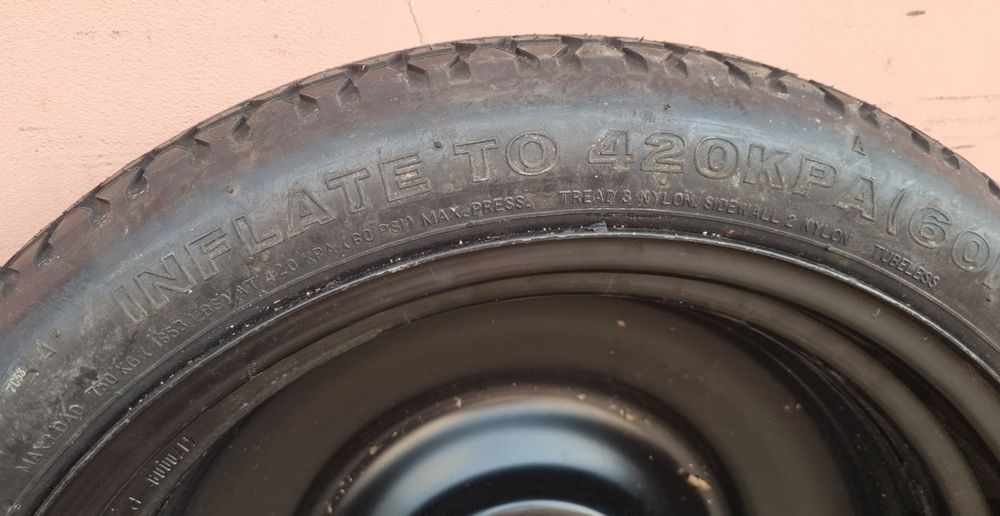 INFLATE TO 420KPA (60
MAX. LOAD 750 KG. ( 1653 LBS) AT 420 KPA. ( 60 PSI) MAX. PRESS. TREAD 3 NYLON, SIDEWALL 2 NYLON TUBELESS